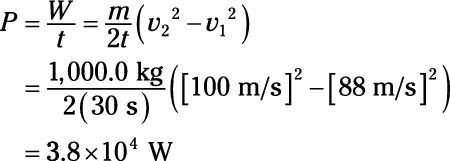 P = W/t = m/2t (v₂² − v₁²)
= 1,000.0 kg/2(30 s) ([100 m/s]² − [88 m/s]²)
= 3.8×10⁴ W